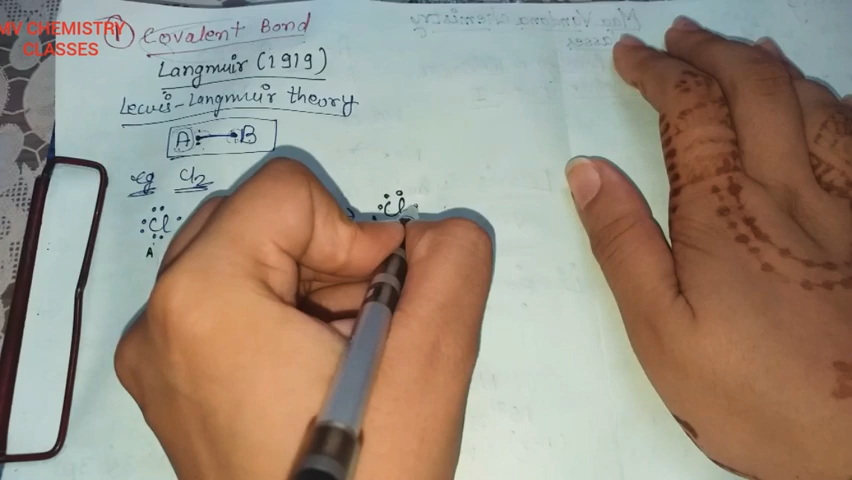 MV CHEMISTRY
CLASSES
① Covalent Bond
Langmuir (1919)
Lewis-Langmuir theory
A B
eg Cl2
Cl Cl
A